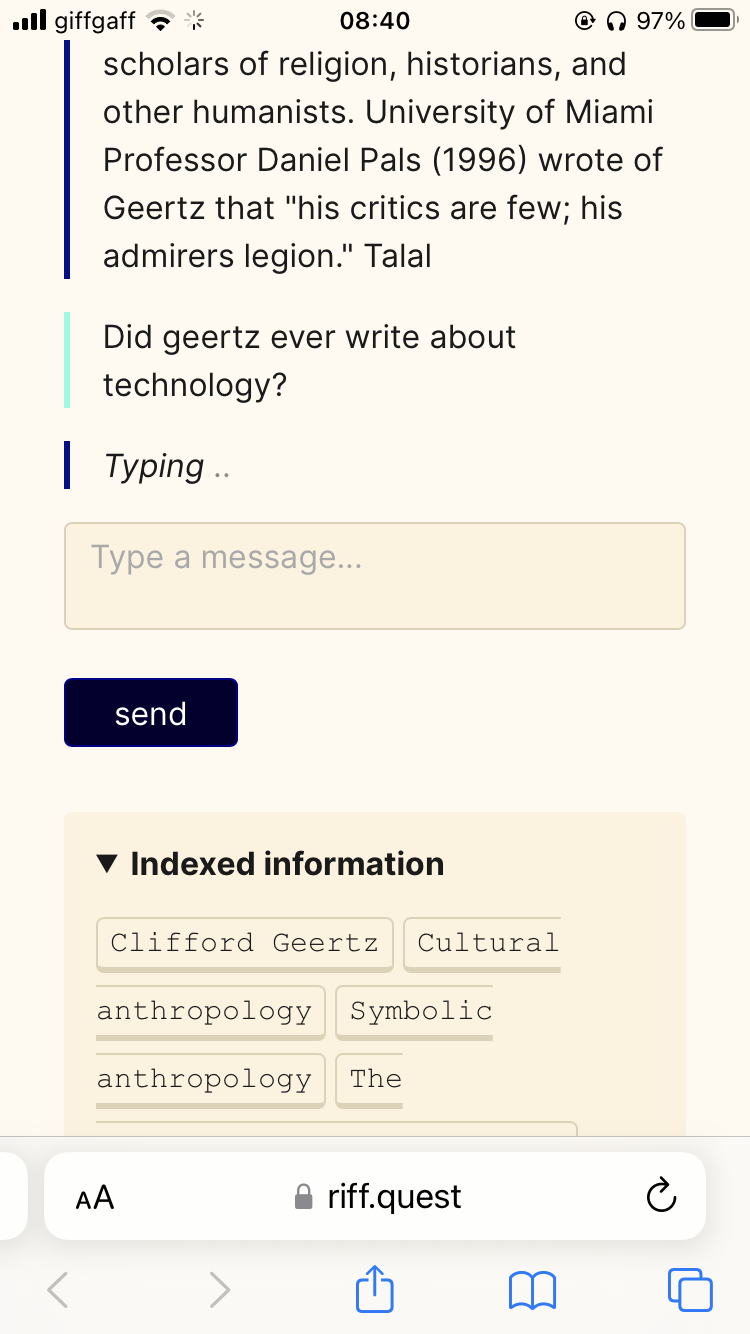 giffgaff 08:40 97%
scholars of religion, historians, and
other humanists. University of Miami
Professor Daniel Pals (1996) wrote of
Geertz that "his critics are few; his
admirers legion." Talal
Did geertz ever write about
technology?
Typing ..
Type a message...
send
▼ Indexed information
Clifford Geertz Cultural
anthropology Symbolic
anthropology The
AA riff.quest